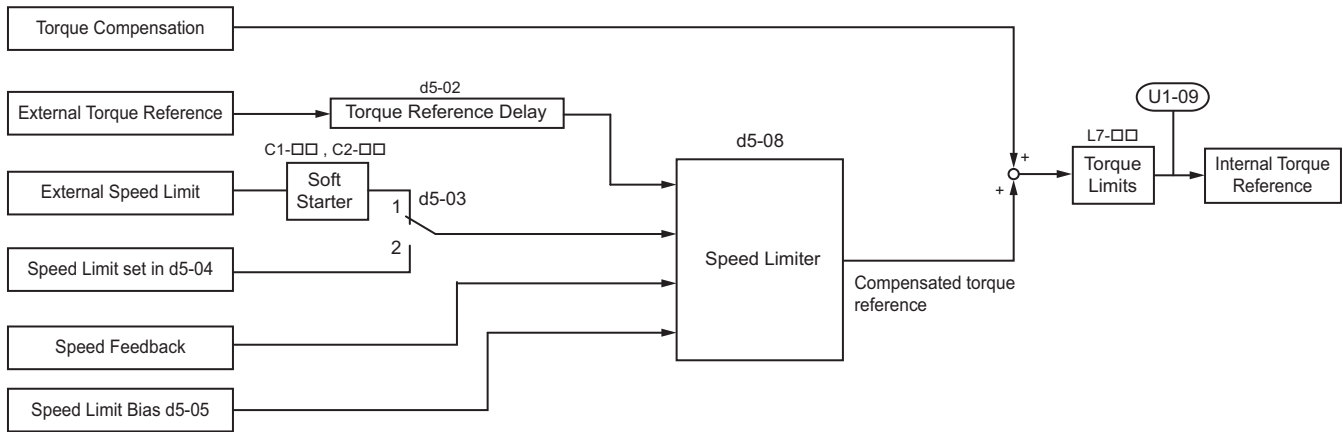 Torque Compensation
d5-02
External Torque Reference
Torque Reference Delay
U1-09
C1-□□ , C2-□□
d5-08
L7-□□
+
External Speed Limit
Soft
Starter
1
d5-03
+
Torque
Limits
Internal Torque
Reference
2
Speed Limit set in d5-04
Speed Limiter
Compensated torque
reference
Speed Feedback
Speed Limit Bias d5-05